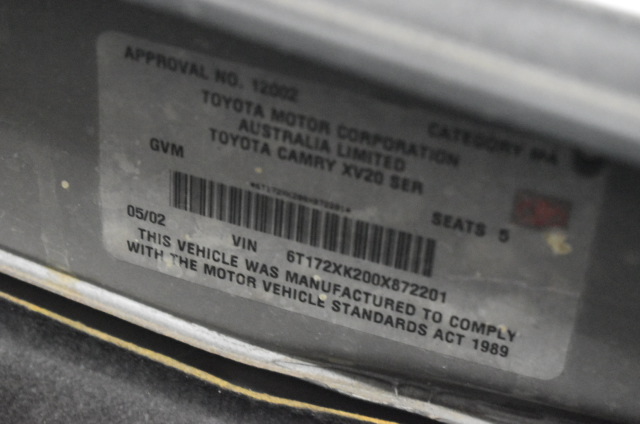 APPROVAL NO. 12002
CATEGORY MA
TOYOTA MOTOR CORPORATION
AUSTRALIA LIMITED
TOYOTA CAMRY XV20 SER
GVM
SEATS 5
05/02
VIN 6T172XK200X872201
THIS VEHICLE WAS MANUFACTURED TO COMPLY
WITH THE MOTOR VEHICLE STANDARDS ACT 1989